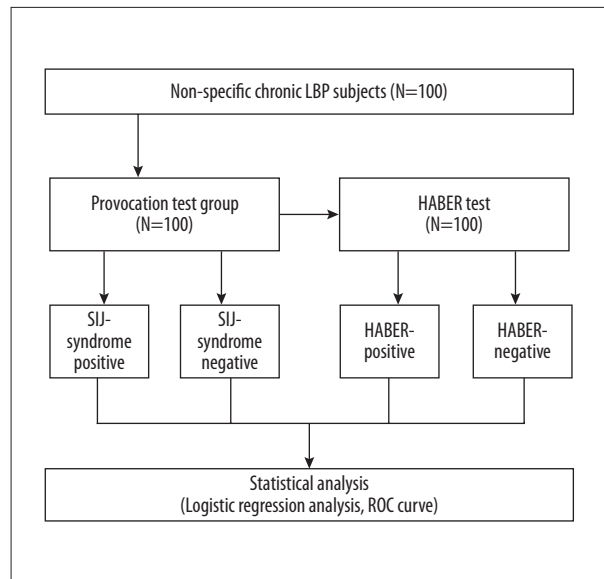 Non-specific chronic LBP subjects (N=100)
Provocation test group
(N=100)
HABER test
(N=100)
SIJ-
syndrome
positive
SIJ-
syndrome
negative
HABER-
positive
HABER-
negative
Statistical analysis
(Logistic regression analysis, ROC curve)